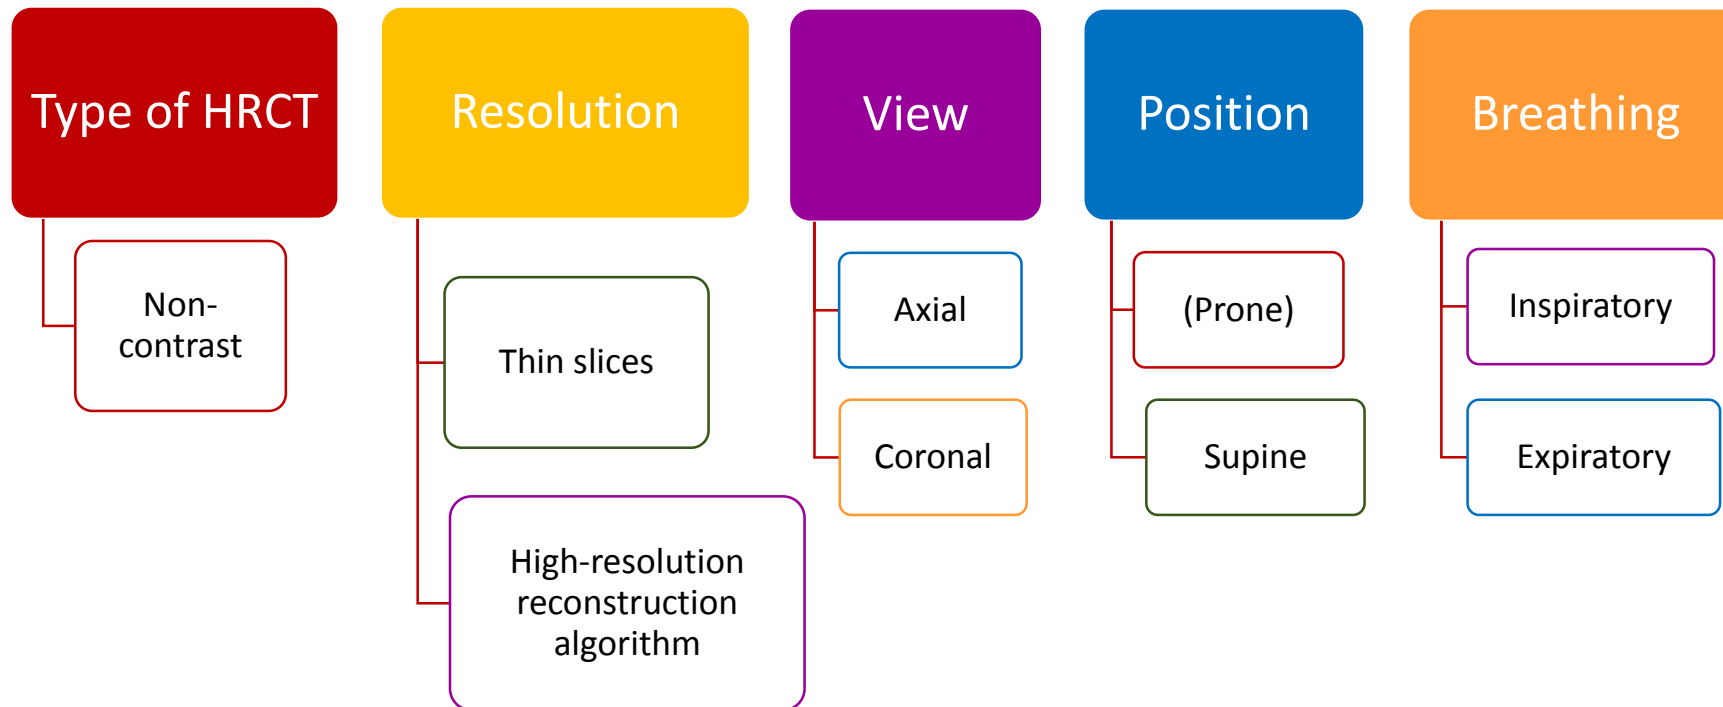 Type of HRCT
Non-
contrast
Resolution
Thin slices
High-resolution
reconstruction
algorithm
View
Axial
Coronal
Position
(Prone)
Supine
Breathing
Inspiratory
Expiratory